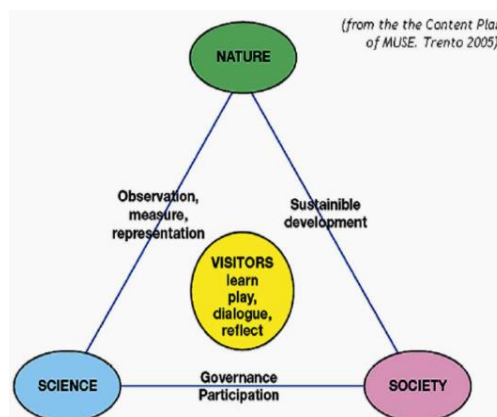 (from the the Content Plan
of MUSE. Trento 2005)
NATURE
Observation,
measure,
representation
Sustainible
development
VISITORS
learn
play,
dialogue,
reflect
SCIENCE
Governance
Participation
SOCIETY